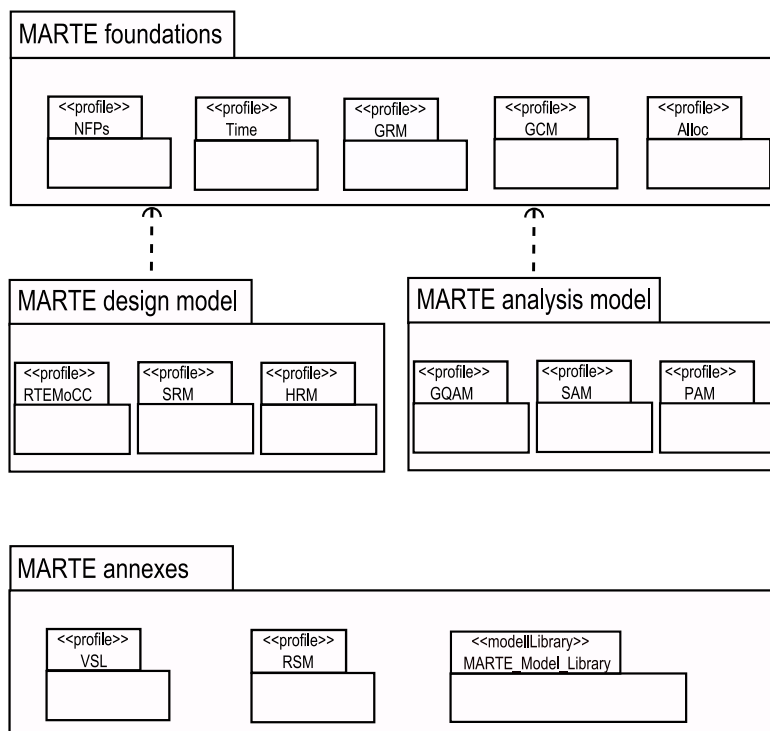 MARTE foundations
<<profile>>
NFPs
<<profile>>
Time
<<profile>>
GRM
<<profile>>
GCM
<<profile>>
Alloc
MARTE design model
<<profile>>
RTEMoCC
<<profile>>
SRM
<<profile>>
HRM
MARTE analysis model
<<profile>>
GQAM
<<profile>>
SAM
<<profile>>
PAM
MARTE annexes
<<profile>>
VSL
<<profile>>
RSM
<<modelLibrary>>
MARTE_Model_Library